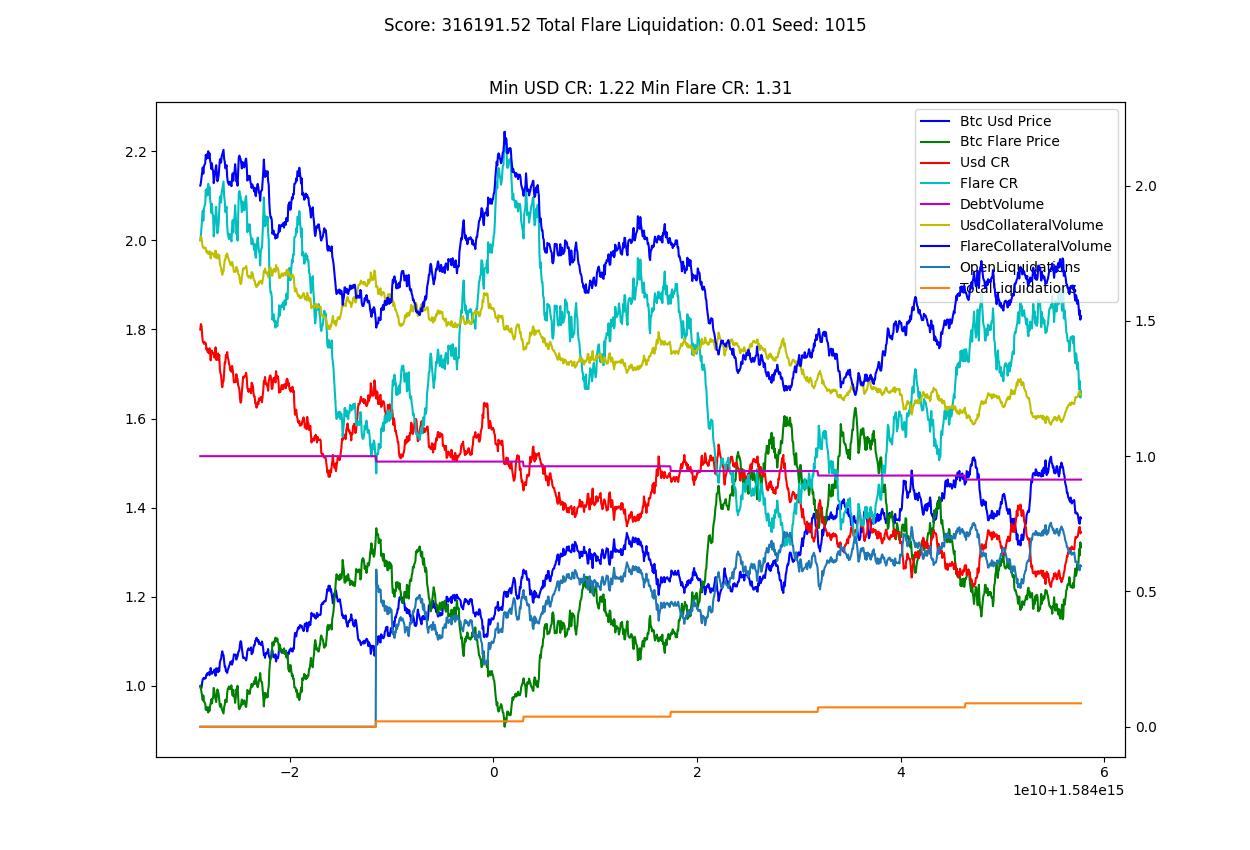 Score: 316191.52 Total Flare Liquidation: 0.01 Seed: 1015
Min USD CR: 1.22 Min Flare CR: 1.31
Btc Usd Price
Btc Flare Price
Usd CR
Flare CR
DebtVolume
UsdCollateralVolume
FlareCollateralVolume
OpenLiquidations
TotalLiquidations
2.2
2.0
1.8
1.6
1.4
1.2
1.0
2.0
1.5
1.0
0.5
0.0
−2 0 2 4 6
1e10+1.584e15